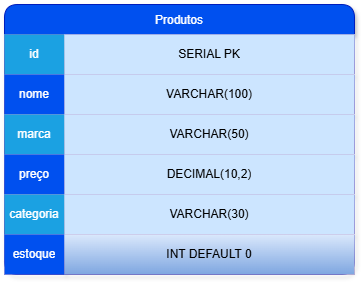 Produtos
id SERIAL PK
nome VARCHAR(100)
marca VARCHAR(50)
preço DECIMAL(10,2)
categoria VARCHAR(30)
estoque INT DEFAULT 0